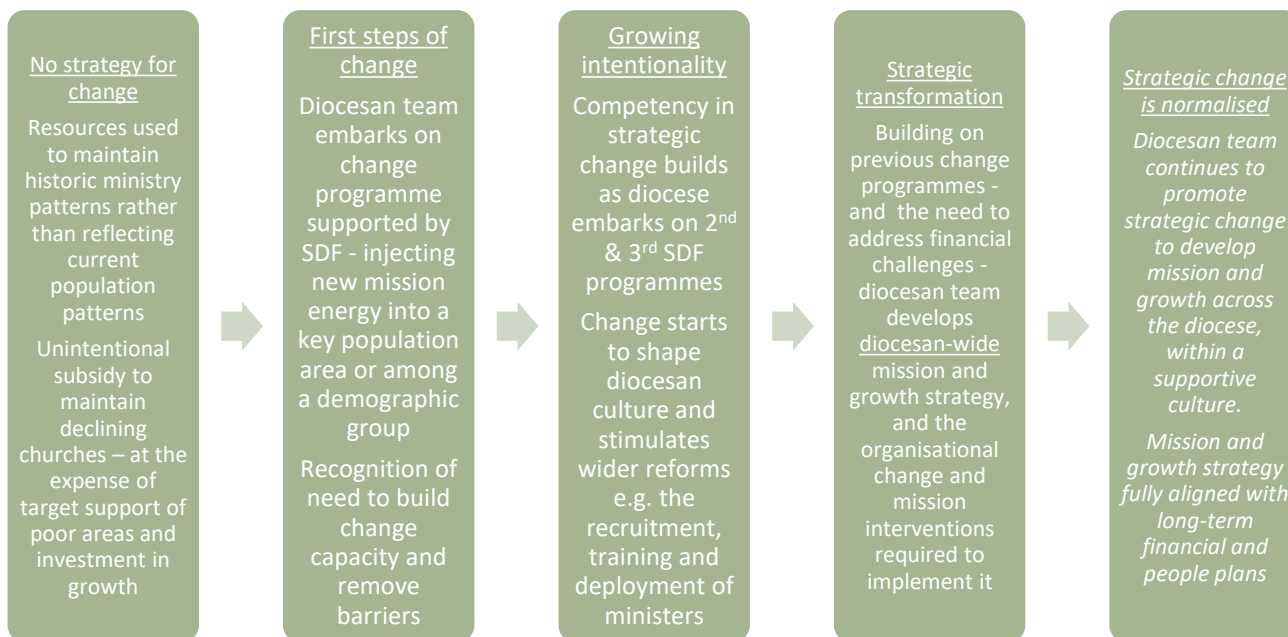 No strategy for
change
Resources used
to maintain
historic ministry
patterns rather
than reflecting
current
population
patterns
Unintentional
subsidy to
maintain
declining
churches – at the
expense of
target support of
poor areas and
investment in
growth
First steps of
change
Diocesan team
embarks on
change
programme
supported by
SDF - injecting
new mission
energy into a
key population
area or among
a demographic
group
Recognition of
need to build
change
capacity and
remove
barriers
Growing
intentionality
Competency in
strategic
change builds
as diocese
embarks on 2nd
& 3rd SDF
programmes
Change starts
to shape
diocesan
culture and
stimulates
wider reforms
e.g. the
recruitment,
training and
deployment of
ministers
Strategic
transformation
Building on
previous change
programmes -
and the need to
address financial
challenges -
diocesan team
develops
diocesan-wide
mission and
growth strategy,
and the
organisational
change and
mission
interventions
required to
implement it
Strategic change
is normalised
Diocesan team
continues to
promote
strategic change
to develop
mission and
growth across
the diocese,
within a
supportive
culture.
Mission and
growth strategy
fully aligned with
long-term
financial and
people plans